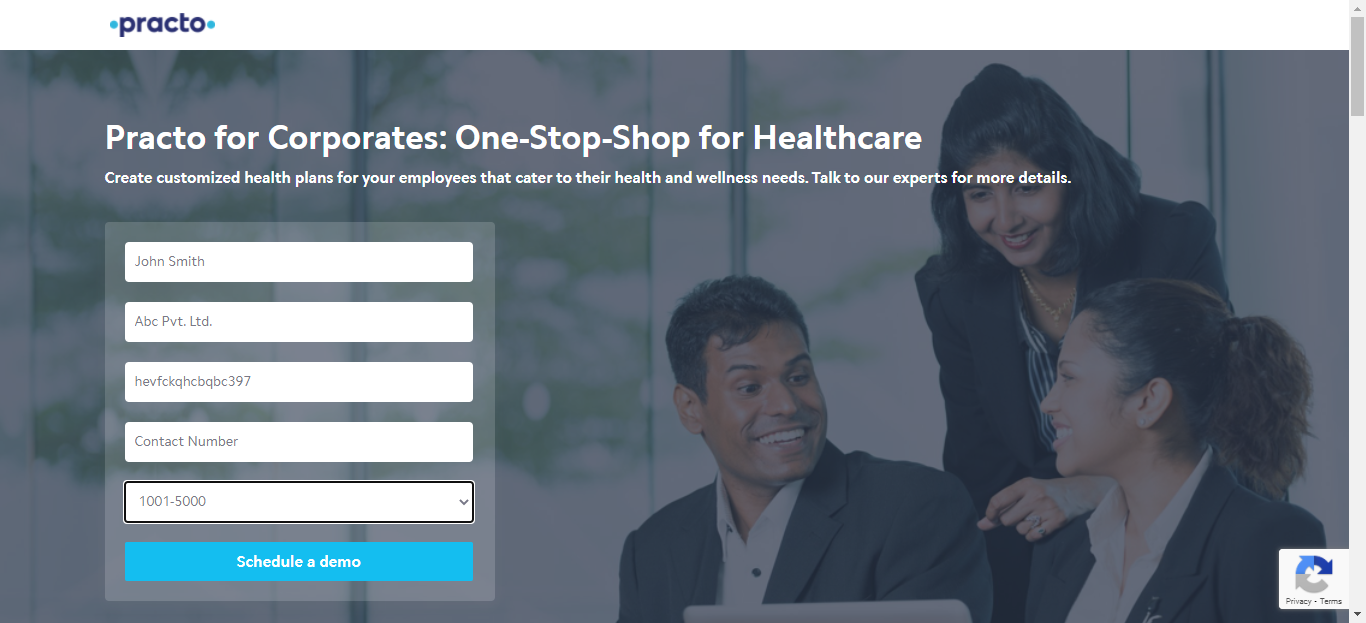 practo
Practo for Corporates: One-Stop-Shop for Healthcare
Create customized health plans for your employees that cater to their health and wellness needs. Talk to our experts for more details.
John Smith
Abc Pvt. Ltd.
hevfckqhcbqbc397
Contact Number
1001-5000
Schedule a demo
Privacy - Terms